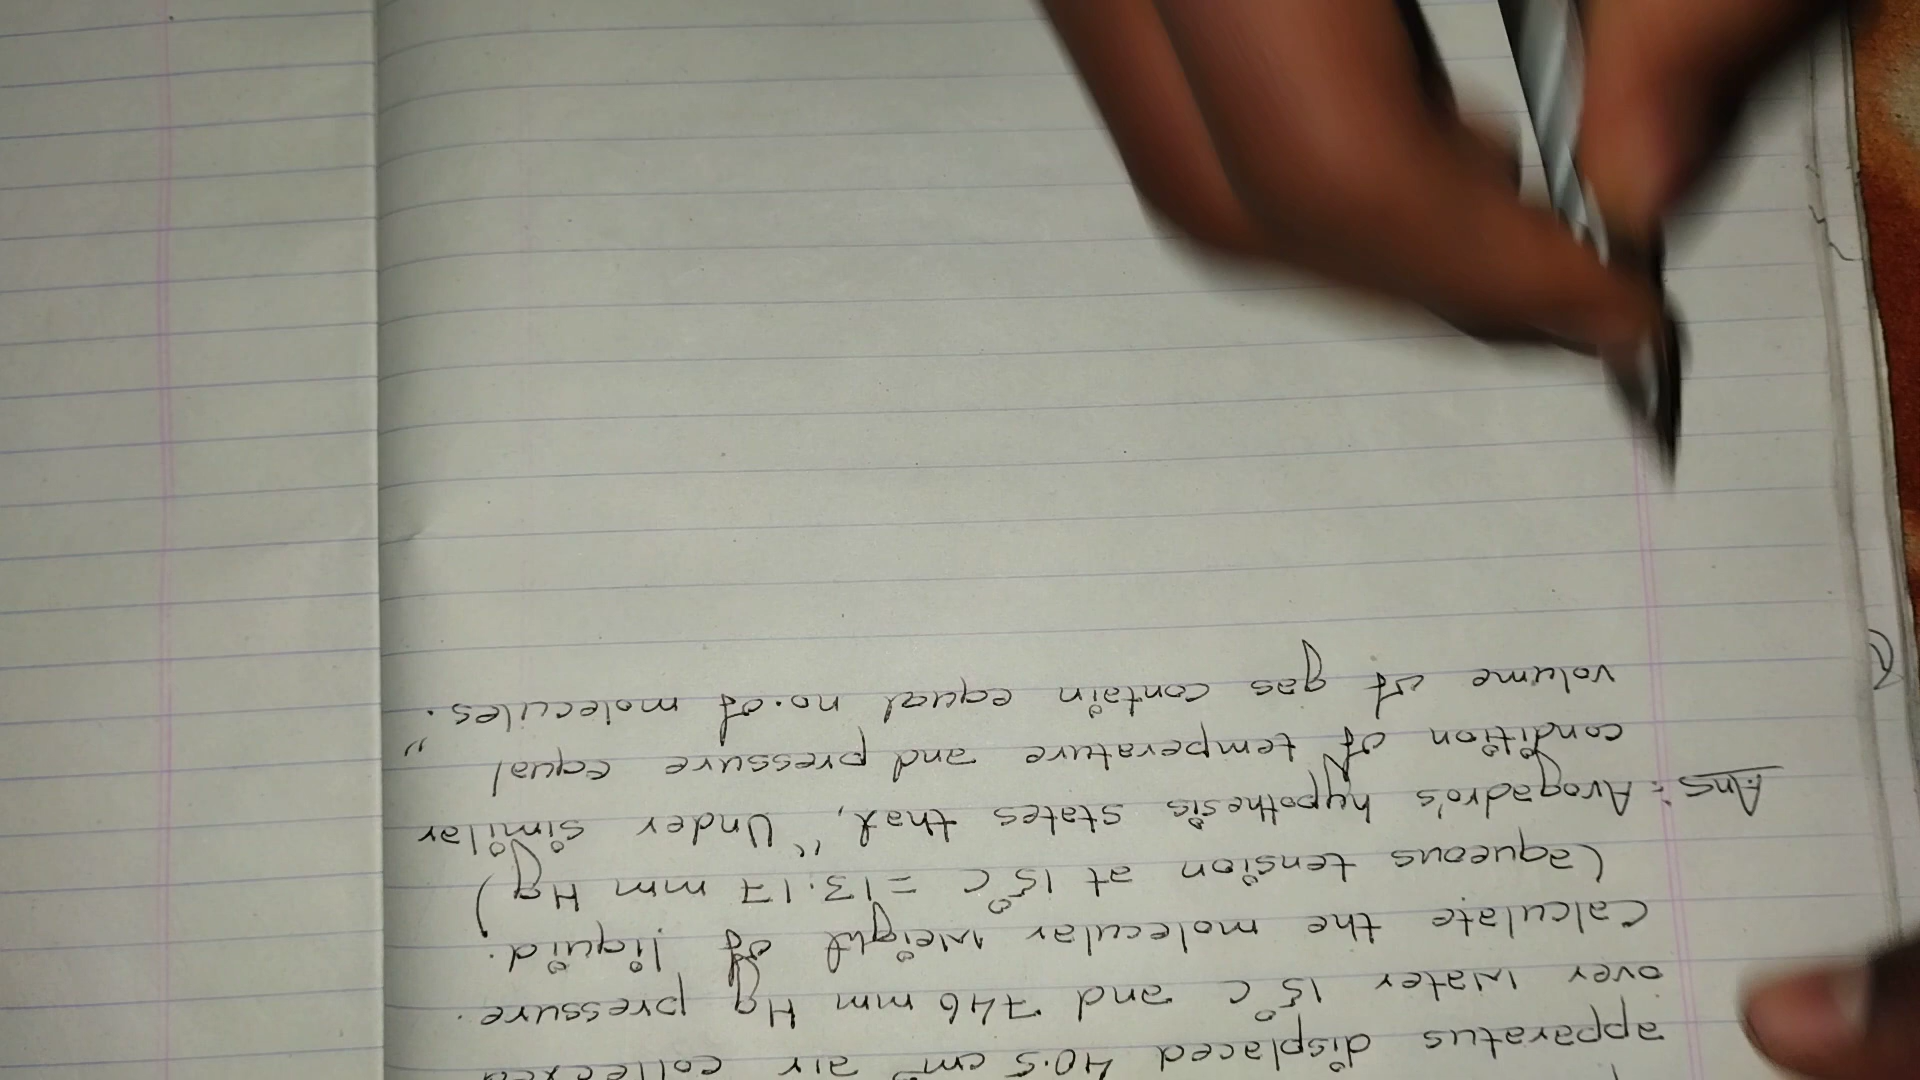 apparatus displaced 40.5 cm³ air collected
over water 15°C and 746 mm Hg pressure.
Calculate the molecular weight of liquid.
(aqueous tension at 15°C = 13.17 mm Hg)
Ans: Avogadro's hypothesis states that, "Under similar
condition of temperature and pressure equal
volume of gas contain equal no. of molecules."